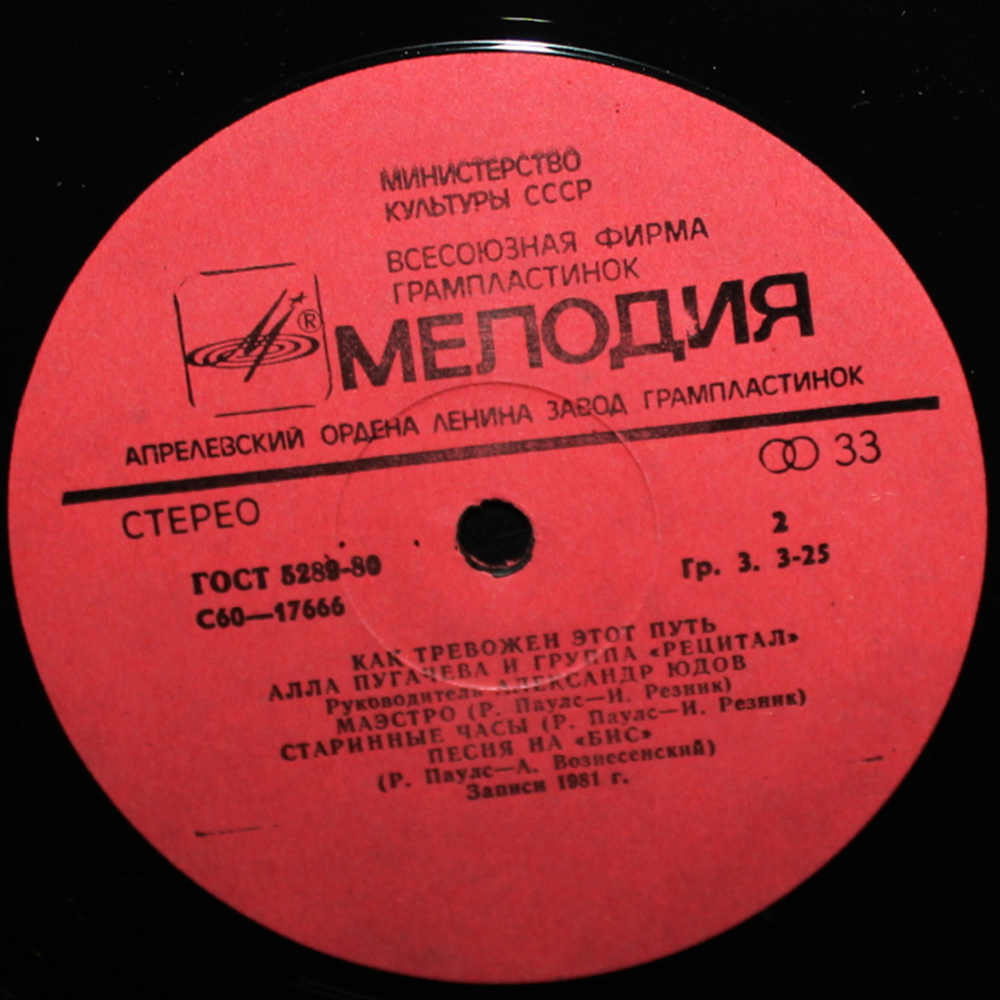 МИНИСТЕРСТВО
КУЛЬТУРЫ СССР
ВСЕСОЮЗНАЯ ФИРМА
ГРАМПЛАСТИНОК
®
МЕЛОДИЯ
АПРЕЛЕВСКИЙ ОРДЕНА ЛЕНИНА ЗАВОД ГРАМПЛАСТИНОК
33
СТЕРЕО
2
ГОСТ 5289-80
Гр. 3. 3-25
С60—17666
КАК ТРЕВОЖЕН ЭТОТ ПУТЬ
АЛЛА ПУГАЧЕВА И ГРУППА «РЕЦИТАЛ»
Руководитель АЛЕКСАНДР ЮДОВ
МАЭСТРО (Р. Паулс—И. Резник)
СТАРИННЫЕ ЧАСЫ (Р. Паулс—И. Резник)
ПЕСНЯ НА «БИС»
(Р. Паулс—А. Вознесенский)
Записи 1981 г.